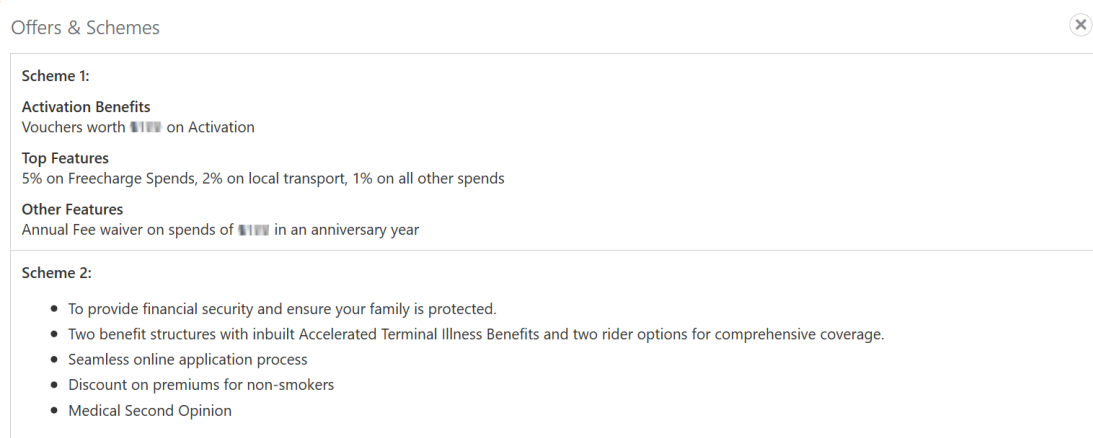 Offers & Schemes
Scheme 1:
Activation Benefits
Vouchers worth on Activation
Top Features
5% on Freecharge Spends, 2% on local transport, 1% on all other spends
Other Features
Annual Fee waiver on spends of in an anniversary year
Scheme 2:
To provide financial security and ensure your family is protected.
Two benefit structures with inbuilt Accelerated Terminal Illness Benefits and two rider options for comprehensive coverage.
Seamless online application process
Discount on premiums for non-smokers
Medical Second Opinion